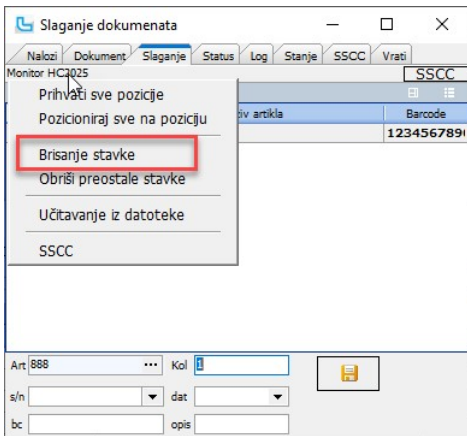 Slaganje dokumenata
Nalozi Dokument Slaganje Status Log Stanje SSCC Vrati
Monitor HC2025 SSCC
Prihvati sve pozicije
Pozicioniraj sve na poziciju
iv artikla Barcode
123456789
Brisanje stavke
Obriši preostale stavke
Učitavanje iz datoteke
SSCC
Art 888 ... Kol 1
s/n dat
bc opis